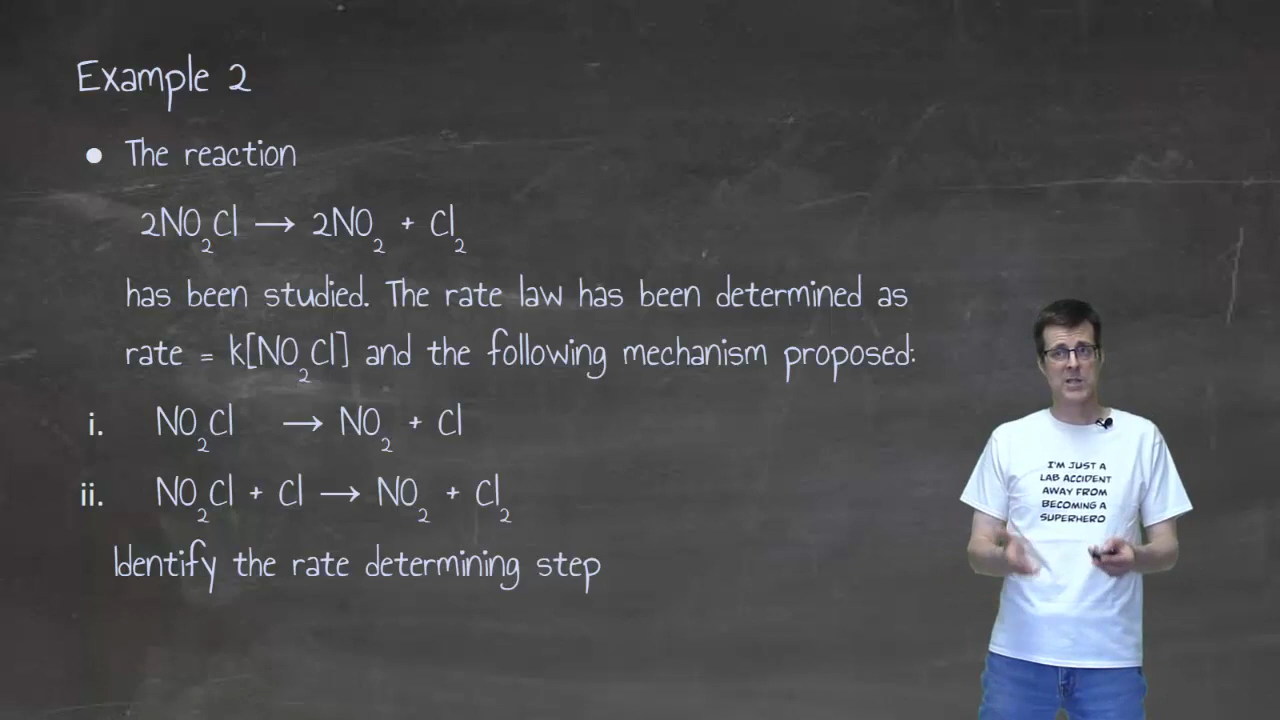 Example 2
● The reaction
2NO₂Cl → 2NO₂ + Cl₂
has been studied. The rate law has been determined as
rate = k[NO₂Cl] and the following mechanism proposed:
i. NO₂Cl → NO₂ + Cl
ii. NO₂Cl + Cl → NO₂ + Cl₂
Identify the rate determining step
I'M JUST A
LAB ACCIDENT
AWAY FROM
BECOMING A
SUPERHERO